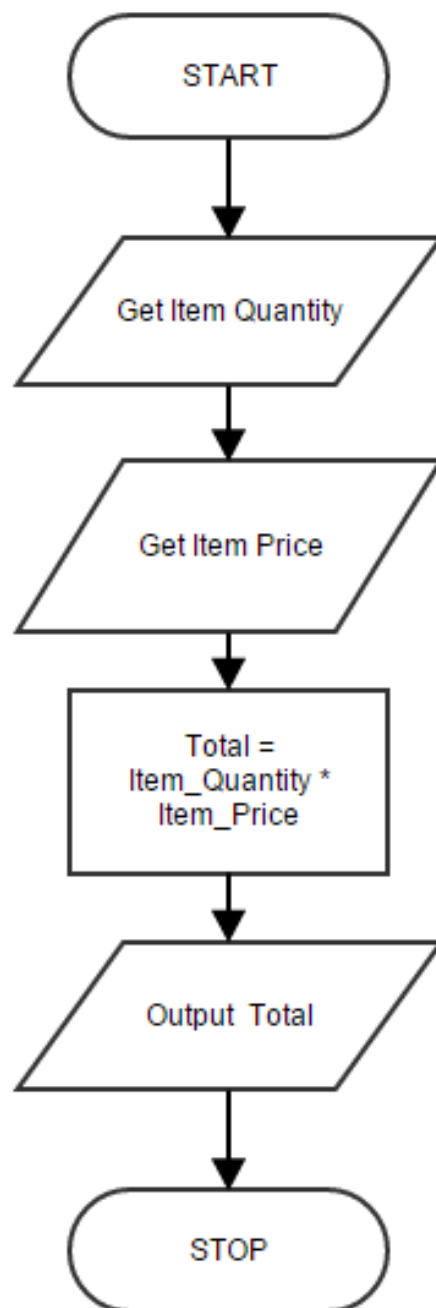 START
Get Item Quantity
Get Item Price
Total =
Item_Quantity *
Item_Price
Output Total
STOP